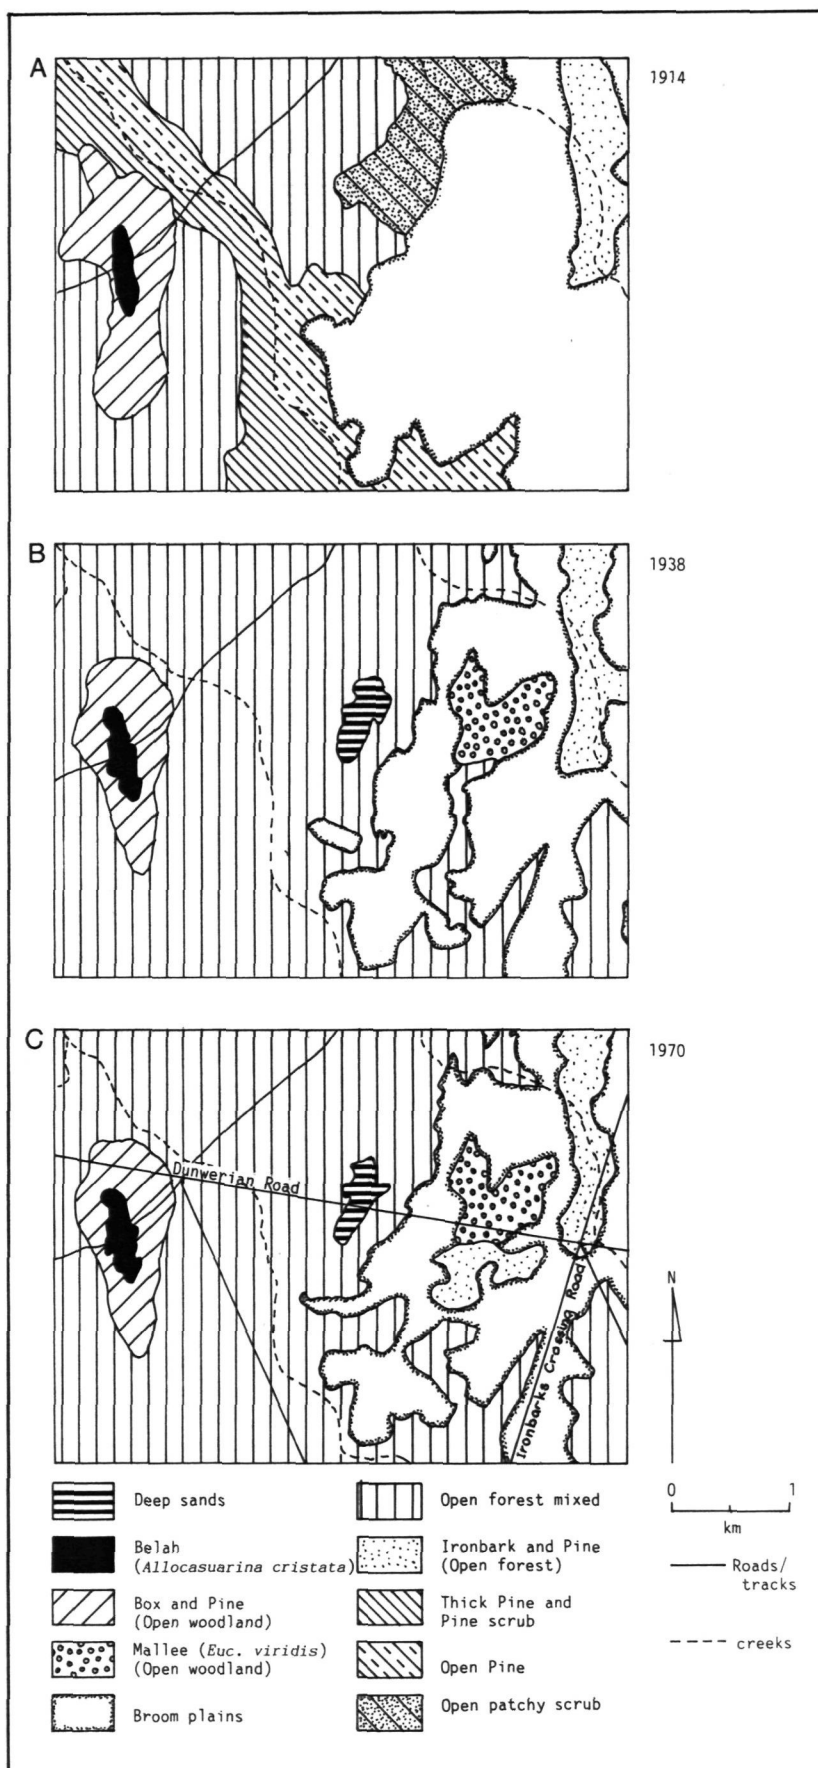 A
1914
B
1938
C
1970
Dunwerian Road
Ironbarks Crossing Road
N
0 1
km
Roads/
tracks
creeks
Deep sands
Belah
(Allocasuarina cristata)
Box and Pine
(Open woodland)
Mallee (Euc. viridis)
(Open woodland)
Broom plains
Open forest mixed
Ironbark and Pine
(Open forest)
Thick Pine and
Pine scrub
Open Pine
Open patchy scrub